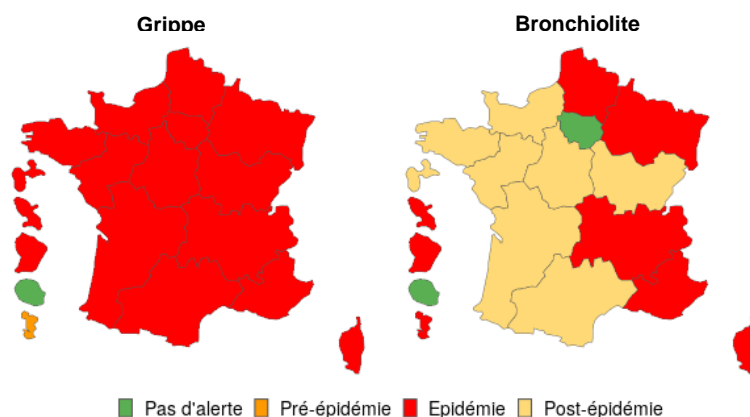 Grippe
Bronchiolite
Pas d'alerte
Pré-épidémie
Epidémie
Post-épidémie